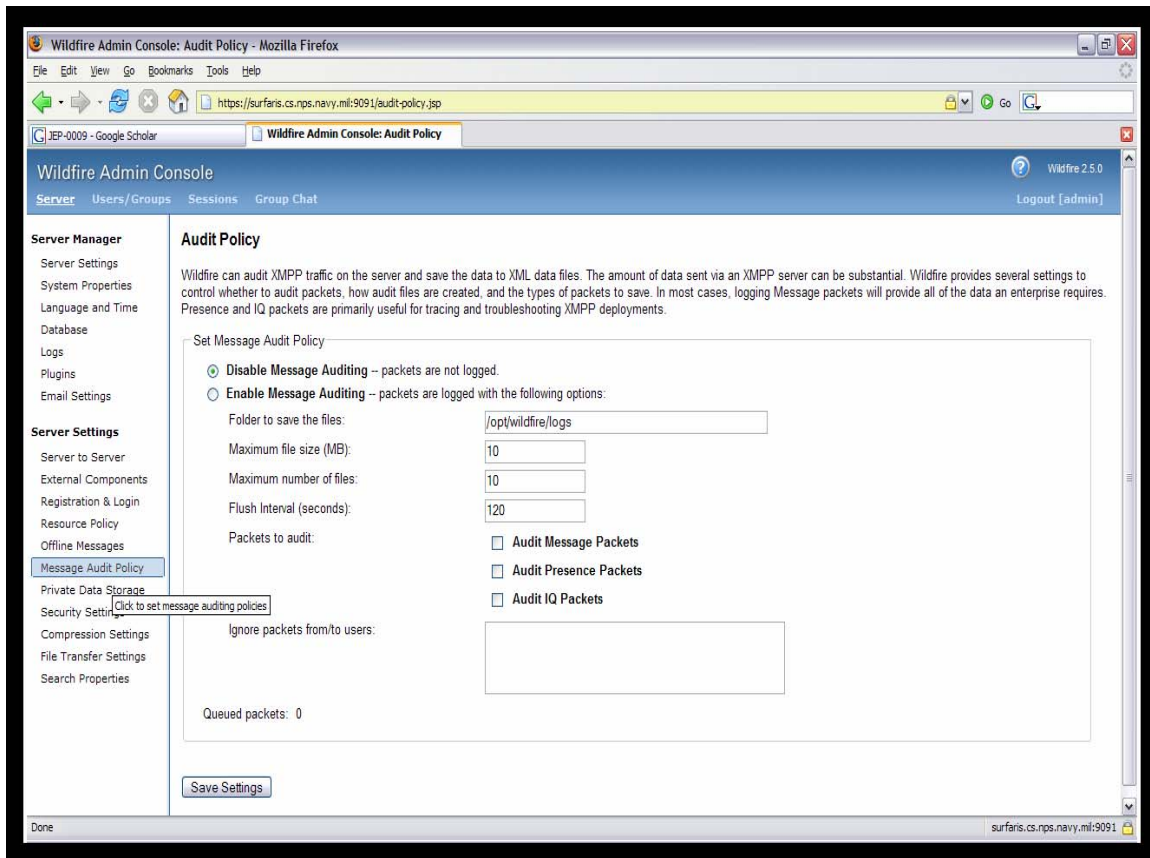 Wildfire Admin Console: Audit Policy - Mozilla Firefox
File Edit View Go Bookmarks Tools Help
https://surfaris.cs.nps.navy.mil:9091/audit-policy.jsp
Go
G
G JEP-0009 - Google Scholar
Wildfire Admin Console: Audit Policy
Wildfire Admin Console
? Wildfire 2.5.0
Server Users/Groups Sessions Group Chat
Logout [admin]
Server Manager
Server Settings
System Properties
Language and Time
Database
Logs
Plugins
Email Settings
Server Settings
Server to Server
External Components
Registration & Login
Resource Policy
Offline Messages
Message Audit Policy
Private Data Storage
Click to set message auditing policies
Security Settings
Compression Settings
File Transfer Settings
Search Properties
Audit Policy
Wildfire can audit XMPP traffic on the server and save the data to XML data files. The amount of data sent via an XMPP server can be substantial. Wildfire provides several settings to
control whether to audit packets, how audit files are created, and the types of packets to save. In most cases, logging Message packets will provide all of the data an enterprise requires.
Presence and IQ packets are primarily useful for tracing and troubleshooting XMPP deployments.
Set Message Audit Policy
Disable Message Auditing -- packets are not logged.
Enable Message Auditing -- packets are logged with the following options:
Folder to save the files: /opt/wildfire/logs
Maximum file size (MB): 10
Maximum number of files: 10
Flush Interval (seconds): 120
Packets to audit: Audit Message Packets
Audit Presence Packets
Audit IQ Packets
Ignore packets from/to users:
Queued packets: 0
Save Settings
Done
surfaris.cs.nps.navy.mil:9091